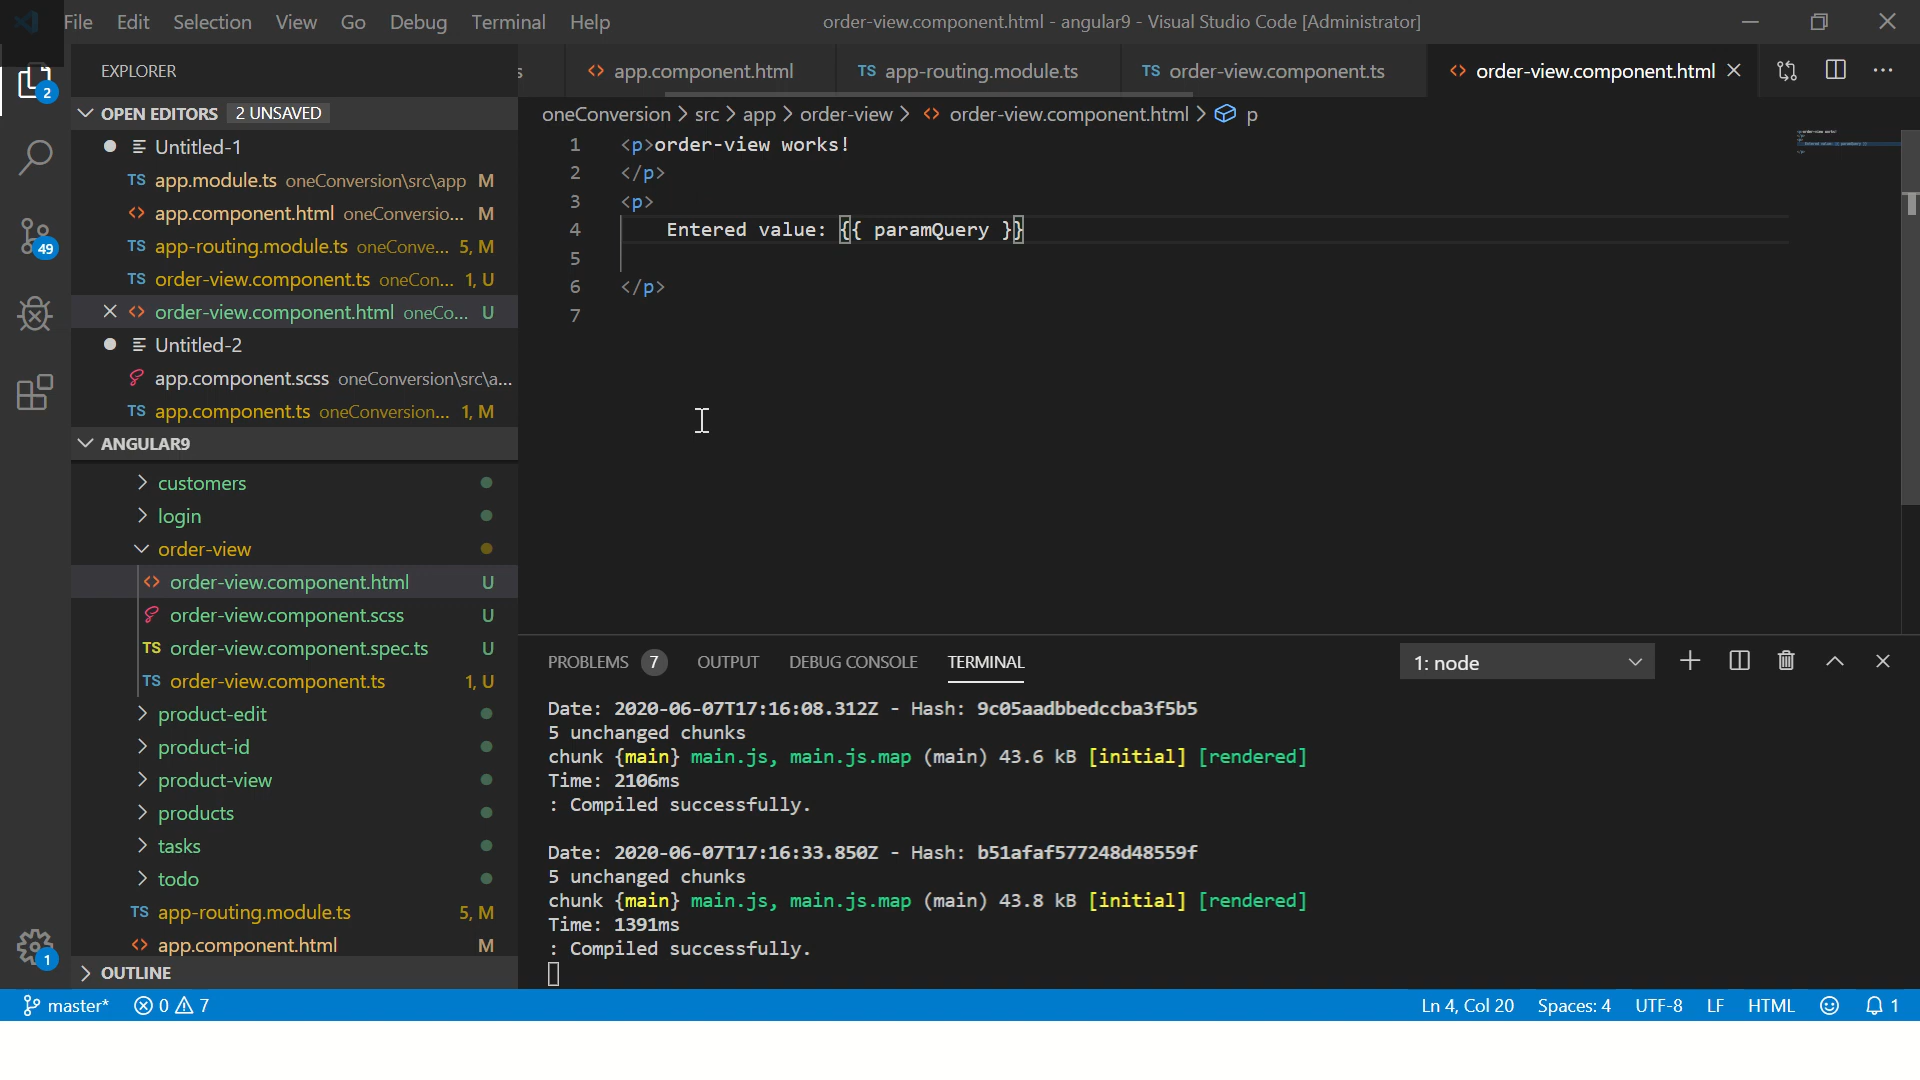 File Edit Selection View Go Debug Terminal Help order-view.component.html - angular9 - Visual Studio Code [Administrator]
EXPLORER
s app.component.html TS app-routing.module.ts TS order-view.component.ts order-view.component.html
2
OPEN EDITORS 2 UNSAVED
oneConversion > src > app > order-view > order-view.component.html > p
Untitled-1
TS app.module.ts oneConversion\src\app M
app.component.html oneConversio... M
TS app-routing.module.ts oneConve... 5, M
49
TS order-view.component.ts oneCon... 1, U
order-view.component.html oneCo... U
Untitled-2
app.component.scss oneConversion\src\a...
TS app.component.ts oneConversion... 1, M
1 <p>order-view works!
2 </p>
3 <p>
4 Entered value: {{ paramQuery }}
5
6 </p>
7
ANGULAR9
customers
login
order-view
order-view.component.html U
order-view.component.scss U
TS order-view.component.spec.ts U
TS order-view.component.ts 1, U
product-edit
product-id
product-view
products
tasks
todo
TS app-routing.module.ts 5, M
app.component.html M
1
OUTLINE
PROBLEMS 7 OUTPUT DEBUG CONSOLE TERMINAL 1: node
Date: 2020-06-07T17:16:08.312Z - Hash: 9c05aadbbedccba3f5b5
5 unchanged chunks
chunk {main} main.js, main.js.map (main) 43.6 kB [initial] [rendered]
Time: 2106ms
: Compiled successfully.
Date: 2020-06-07T17:16:33.850Z - Hash: b51afaf577248d48559f
5 unchanged chunks
chunk {main} main.js, main.js.map (main) 43.8 kB [initial] [rendered]
Time: 1391ms
: Compiled successfully.
master* 0 7 Ln 4, Col 20 Spaces: 4 UTF-8 LF HTML 1